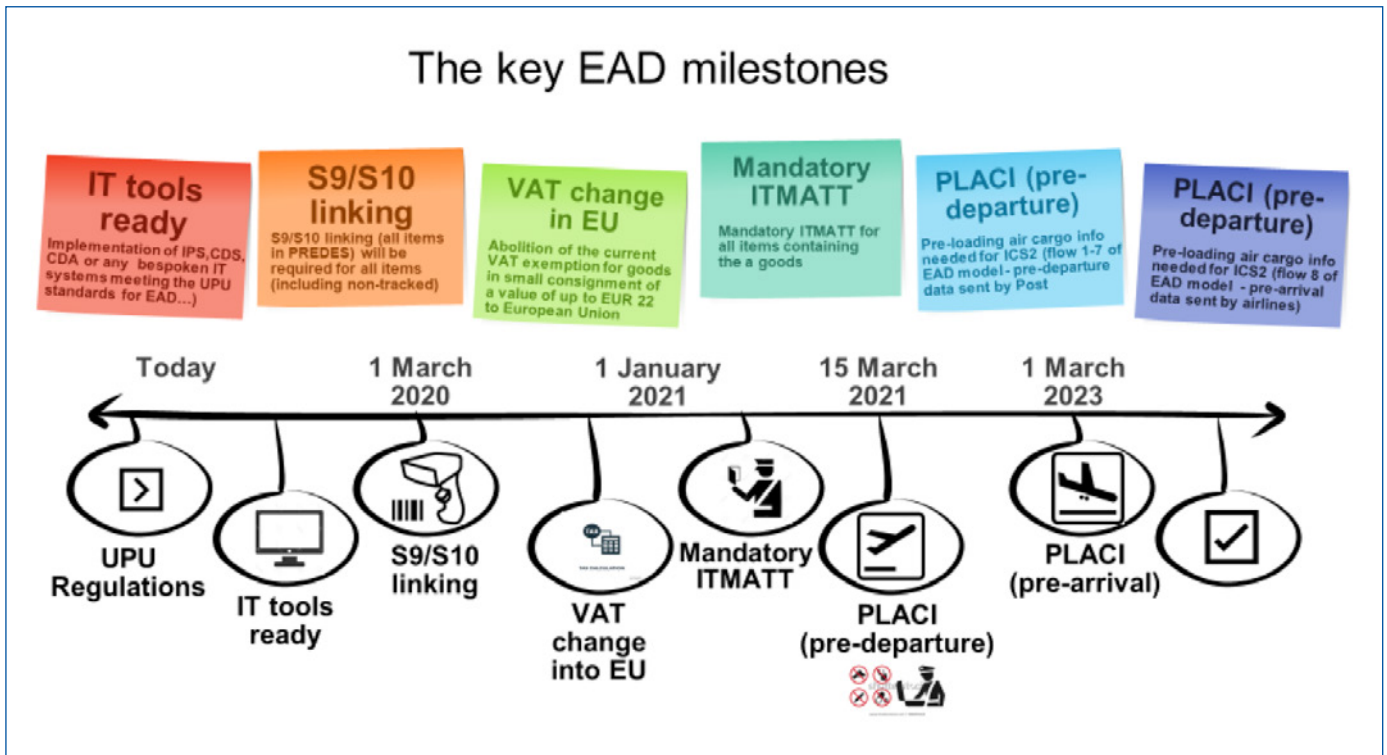 The key EAD milestones
IT tools
ready
Implementation of IPS,CDS,
CDA or any bespoken IT
systems meeting the UPU
standards for EAD...)
S9/S10
linking
S9/S10 linking (all items
in PREDES) will be
required for all items
(including non-tracked)
VAT change
in EU
Abolition of the current
VAT exemption for goods
in small consignment of
a value of up to EUR 22
to European Union
Mandatory
ITMATT
Mandatory ITMATT for
all items containing
the a goods
PLACI (pre-
departure)
Pre-loading air cargo info
needed for ICS2 (flow 1-7 of
EAD model- pre-departure
data sent by Post
PLACI (pre-
departure)
Pre-loading air cargo info
needed for ICS2 (flow 8 of
EAD model - pre-arrival
data sent by airlines)
Today
1 March
2020
1 January
2021
15 March
2021
1 March
2023
UPU
Regulations
IT tools
ready
S9/S10
linking
TAX CALCULATION
VAT
change
into EU
Mandatory
ITMATT
PLACI
(pre-departure)
PLACI
(pre-arrival)